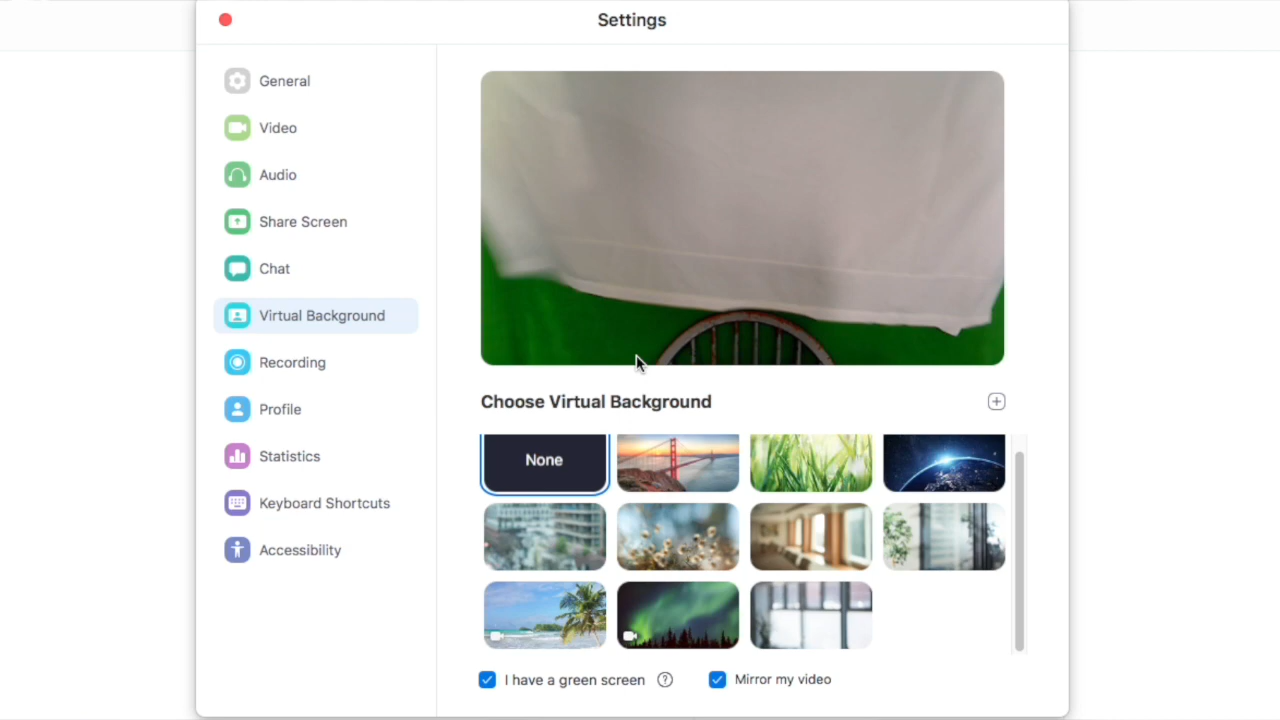 Settings
General
Video
Audio
Share Screen
Chat
Virtual Background
Recording
Profile
Statistics
Keyboard Shortcuts
Accessibility
Choose Virtual Background
None
I have a green screen ?
Mirror my video